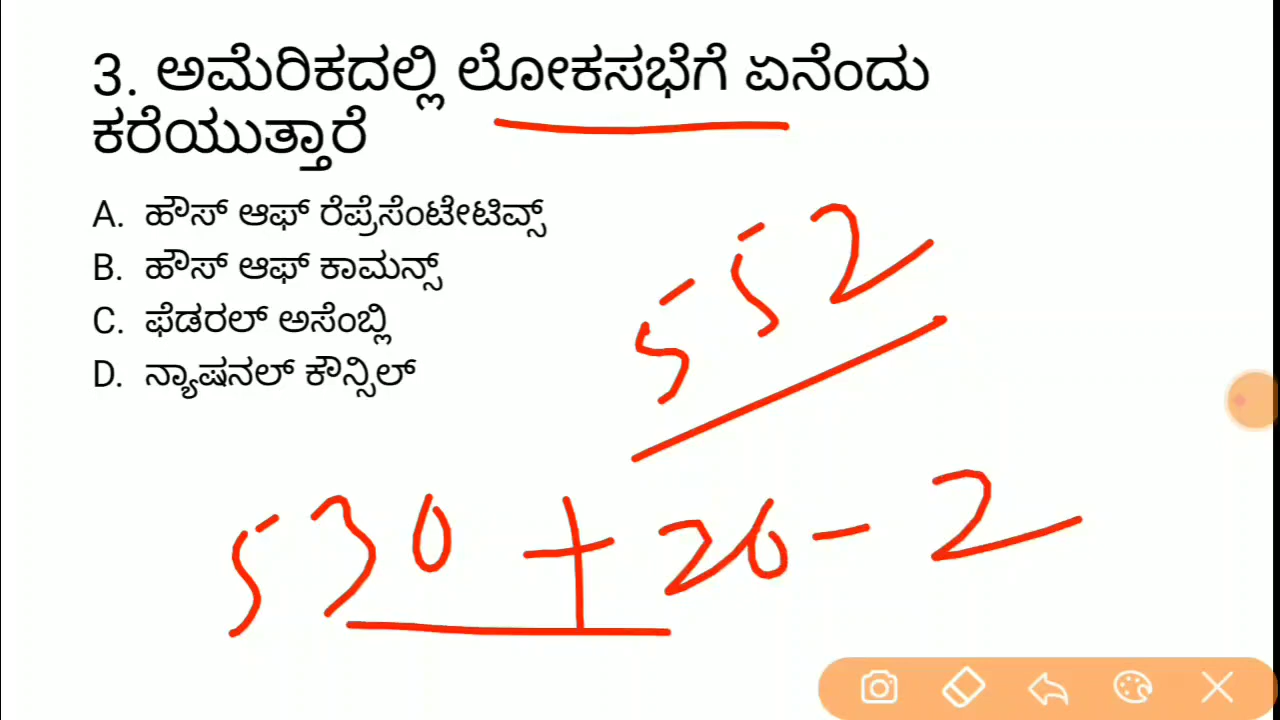 3. ಅಮೆರಿಕದಲ್ಲಿ ಲೋಕಸಭೆಗೆ ಏನೆಂದು
ಕರೆಯುತ್ತಾರೆ
A. ಹೌಸ್ ಆಫ್ ರೆಪ್ರೆಸೆಂಟೇಟಿವ್ಸ್
B. ಹೌಸ್ ಆಫ್ ಕಾಮನ್ಸ್
C. ಫೆಡರಲ್ ಅಸೆಂಬ್ಲಿ
D. ನ್ಯಾಷನಲ್ ಕೌನ್ಸಿಲ್
552
530 + 20 - 2